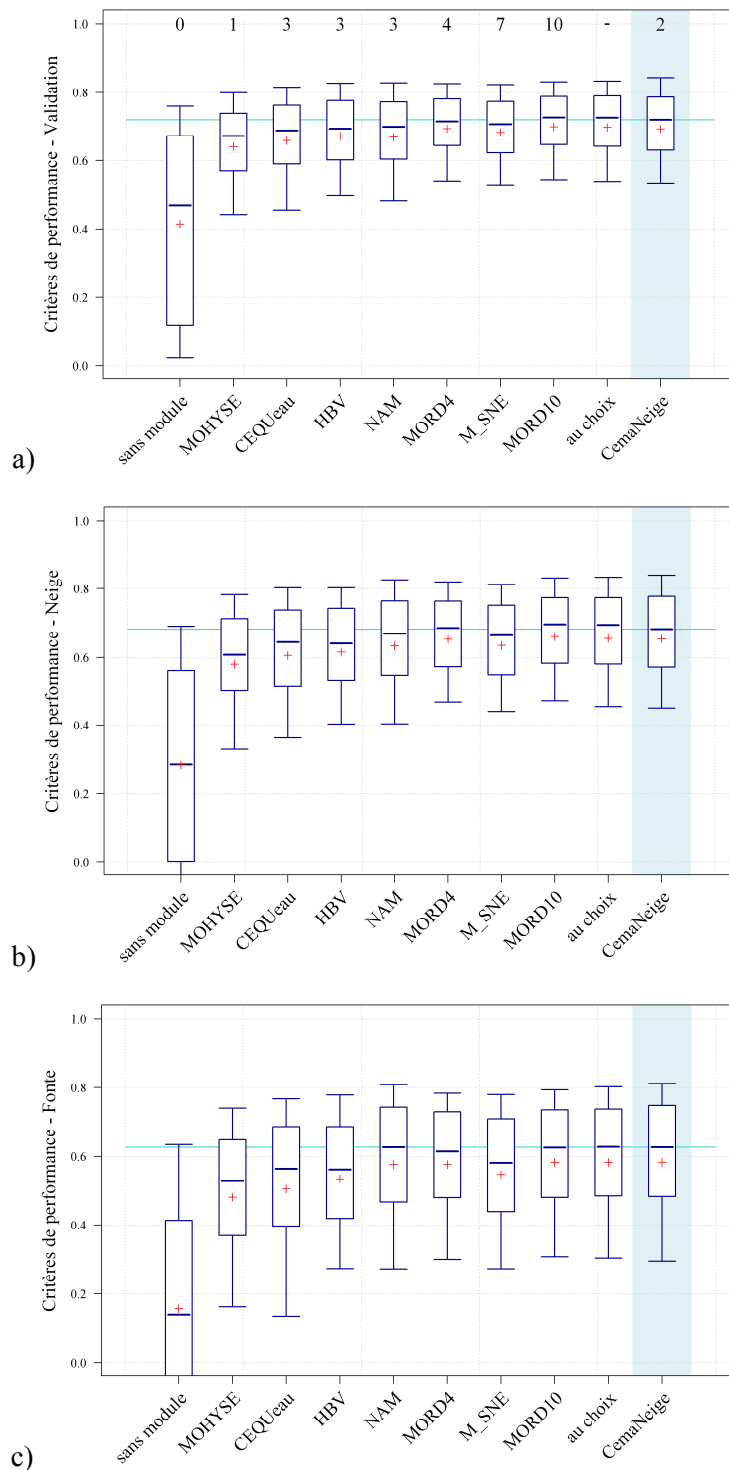 0 1 3 3 3 4 7 10 - 2
1.0
0.8
0.6
0.4
0.2
0.0
Critères de performance - Validation
sans module
MOHYSE
CEQUeau
HBV
NAM
MORD4
M_SNE
MORD10
au choix
CemaNeige
a)
1.0
0.8
0.6
0.4
0.2
0.0
Critères de performance - Neige
sans module
MOHYSE
CEQUeau
HBV
NAM
MORD4
M_SNE
MORD10
au choix
CemaNeige
b)
1.0
0.8
0.6
0.4
0.2
0.0
Critères de performance - Fonte
sans module
MOHYSE
CEQUeau
HBV
NAM
MORD4
M_SNE
MORD10
au choix
CemaNeige
c)